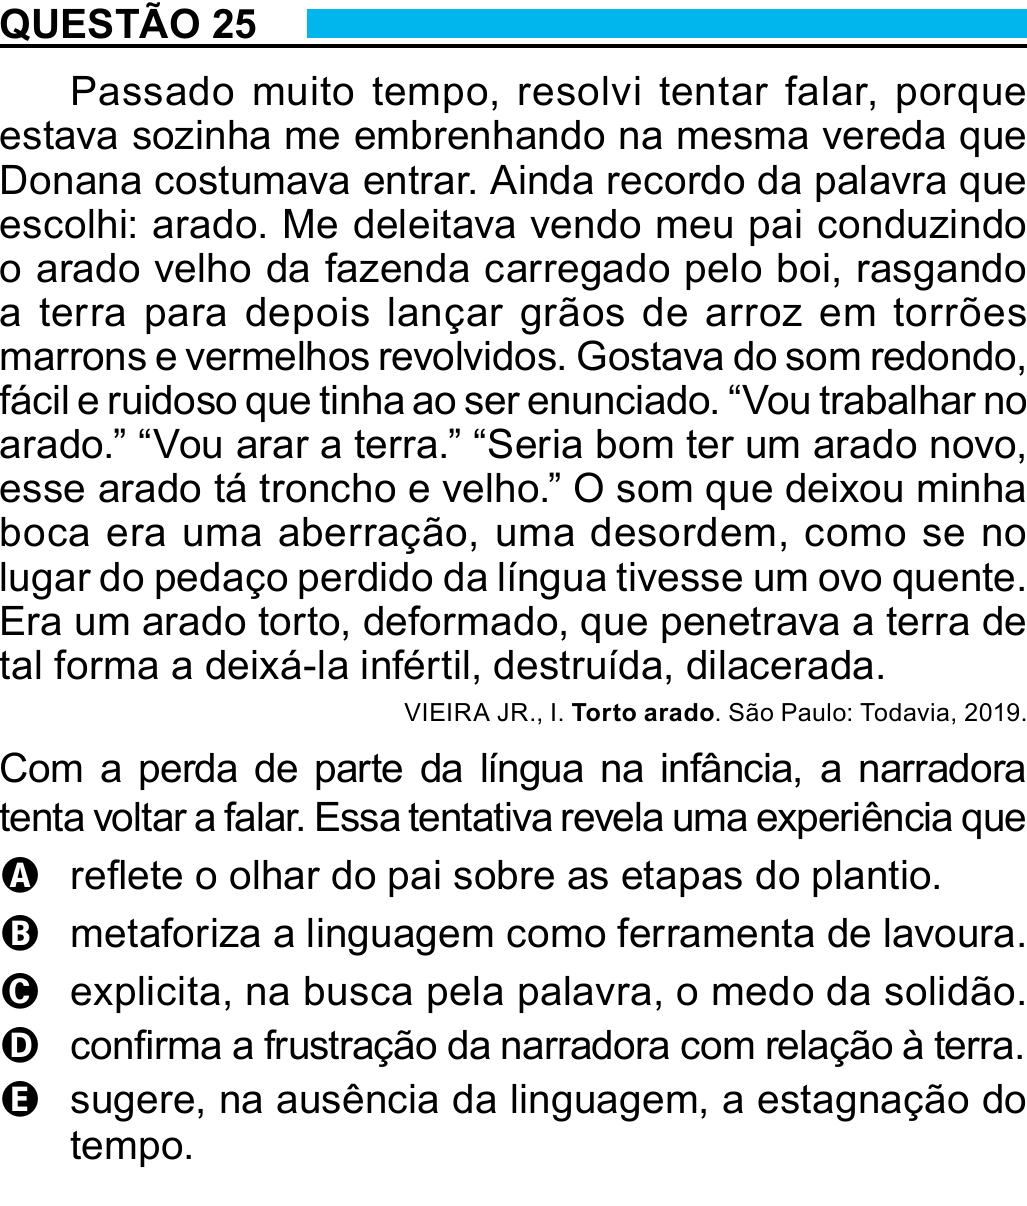 QUESTÃO 25
Passado muito tempo, resolvi tentar falar, porque
estava sozinha me embrenhando na mesma vereda que
Donana costumava entrar. Ainda recordo da palavra que
escolhi: arado. Me deleitava vendo meu pai conduzindo
o arado velho da fazenda carregado pelo boi, rasgando
a terra para depois lançar grãos de arroz em torrões
marrons e vermelhos revolvidos. Gostava do som redondo,
fácil e ruidoso que tinha ao ser enunciado. “Vou trabalhar no
arado.” “Vou arar a terra.” “Seria bom ter um arado novo,
esse arado tá troncho e velho.” O som que deixou minha
boca era uma aberração, uma desordem, como se no
lugar do pedaço perdido da língua tivesse um ovo quente.
Era um arado torto, deformado, que penetrava a terra de
tal forma a deixá-la infértil, destruída, dilacerada.
VIEIRA JR., I. Torto arado. São Paulo: Todavia, 2019.
Com a perda de parte da língua na infância, a narradora
tenta voltar a falar. Essa tentativa revela uma experiência que
A reflete o olhar do pai sobre as etapas do plantio.
B metaforiza a linguagem como ferramenta de lavoura.
C explicita, na busca pela palavra, o medo da solidão.
D confirma a frustração da narradora com relação à terra.
E sugere, na ausência da linguagem, a estagnação do
tempo.